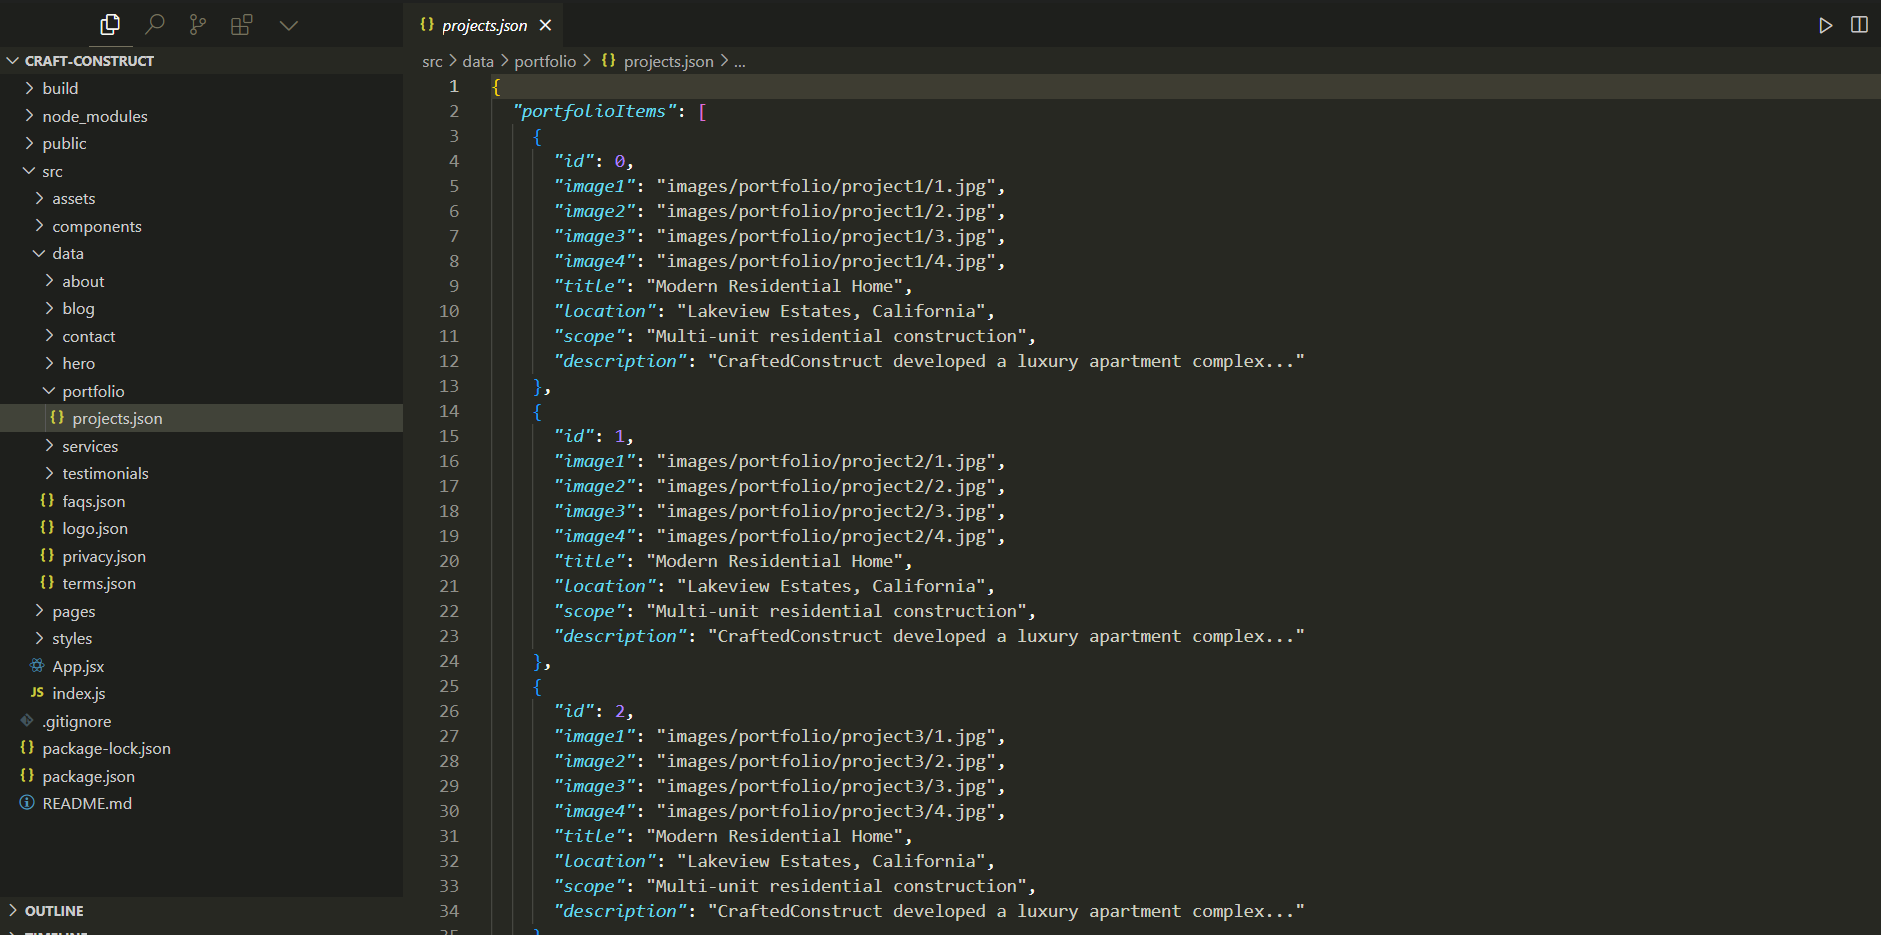 projects.json
CRAFT-CONSTRUCT
build
node_modules
public
src
assets
components
data
about
blog
contact
hero
portfolio
{} projects.json
services
testimonials
{} faqs.json
{} logo.json
{} privacy.json
{} terms.json
pages
styles
App.jsx
JS index.js
.gitignore
{} package-lock.json
{} package.json
README.md
OUTLINE
TIMELINE
src > data > portfolio > {} projects.json > ...
1 {
2 "portfolioItems": [
3 {
4 "id": 0,
5 "image1": "images/portfolio/project1/1.jpg",
6 "image2": "images/portfolio/project1/2.jpg",
7 "image3": "images/portfolio/project1/3.jpg",
8 "image4": "images/portfolio/project1/4.jpg",
9 "title": "Modern Residential Home",
10 "location": "Lakeview Estates, California",
11 "scope": "Multi-unit residential construction",
12 "description": "CraftedConstruct developed a luxury apartment complex..."
13 },
14 {
15 "id": 1,
16 "image1": "images/portfolio/project2/1.jpg",
17 "image2": "images/portfolio/project2/2.jpg",
18 "image3": "images/portfolio/project2/3.jpg",
19 "image4": "images/portfolio/project2/4.jpg",
20 "title": "Modern Residential Home",
21 "location": "Lakeview Estates, California",
22 "scope": "Multi-unit residential construction",
23 "description": "CraftedConstruct developed a luxury apartment complex..."
24 },
25 {
26 "id": 2,
27 "image1": "images/portfolio/project3/1.jpg",
28 "image2": "images/portfolio/project3/2.jpg",
29 "image3": "images/portfolio/project3/3.jpg",
30 "image4": "images/portfolio/project3/4.jpg",
31 "title": "Modern Residential Home",
32 "location": "Lakeview Estates, California",
33 "scope": "Multi-unit residential construction",
34 "description": "CraftedConstruct developed a luxury apartment complex..."
35 }